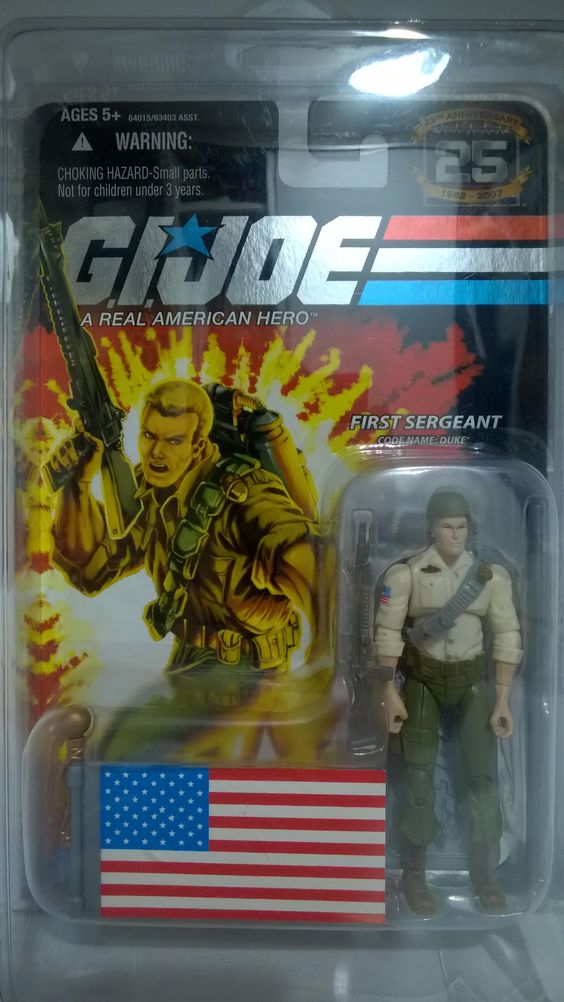 AGES 5+ 64015/63403 ASST.
WARNING:
CHOKING HAZARD-Small parts.
Not for children under 3 years.
25TH ANNIVERSARY
25
1982-2007
G.I.JOE
A REAL AMERICAN HERO™
FIRST SERGEANT
CODE NAME: DUKE®